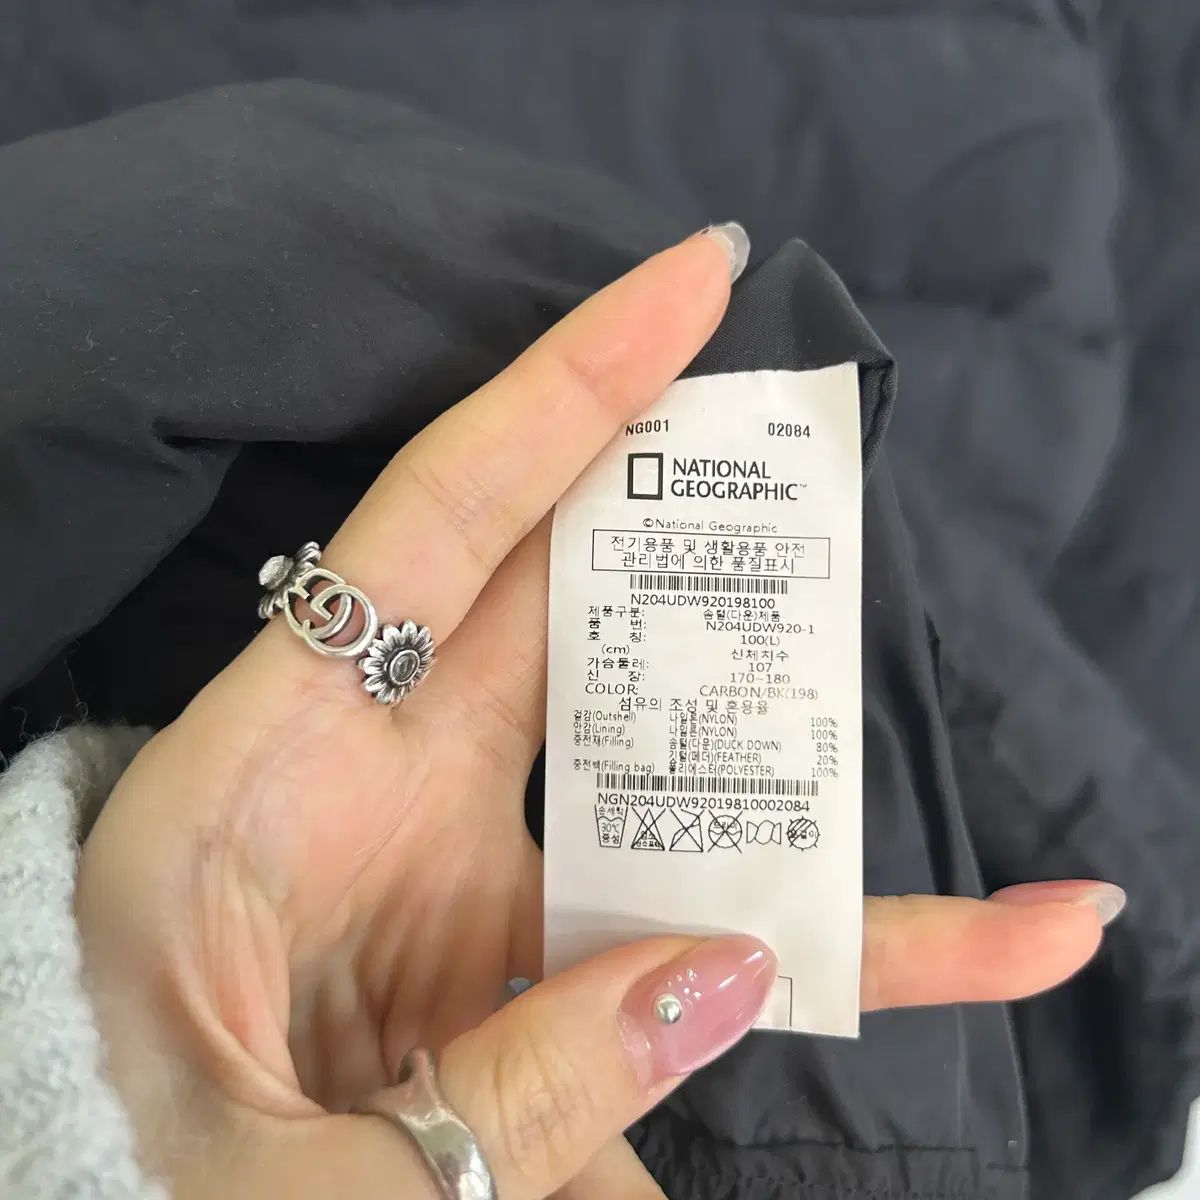 NG001 02084
NATIONAL
GEOGRAPHIC™
©National Geographic
전기용품 및 생활용품 안전
관리법에 의한 품질표시
N204UDW920198100
제품구분: 솜털(다운)제품
품 번: N204UDW920-1
호 칭: 100(L)
(cm) 신체치수
가슴둘레: 107
신 장: 170~180
COLOR: CARBON/BK(198)
섬유의 조성 및 혼용율
겉감(Outshell) 나일론(NYLON) 100%
안감(Lining) 나일론(NYLON) 100%
충전재(Filling) 솜털(다운)(DUCK DOWN) 80%
깃털(페더)(FEATHER) 20%
충전백(Filling bag) 폴리에스터(POLYESTER) 100%
NGN204UDW92019810002084
손세탁
30℃
중성